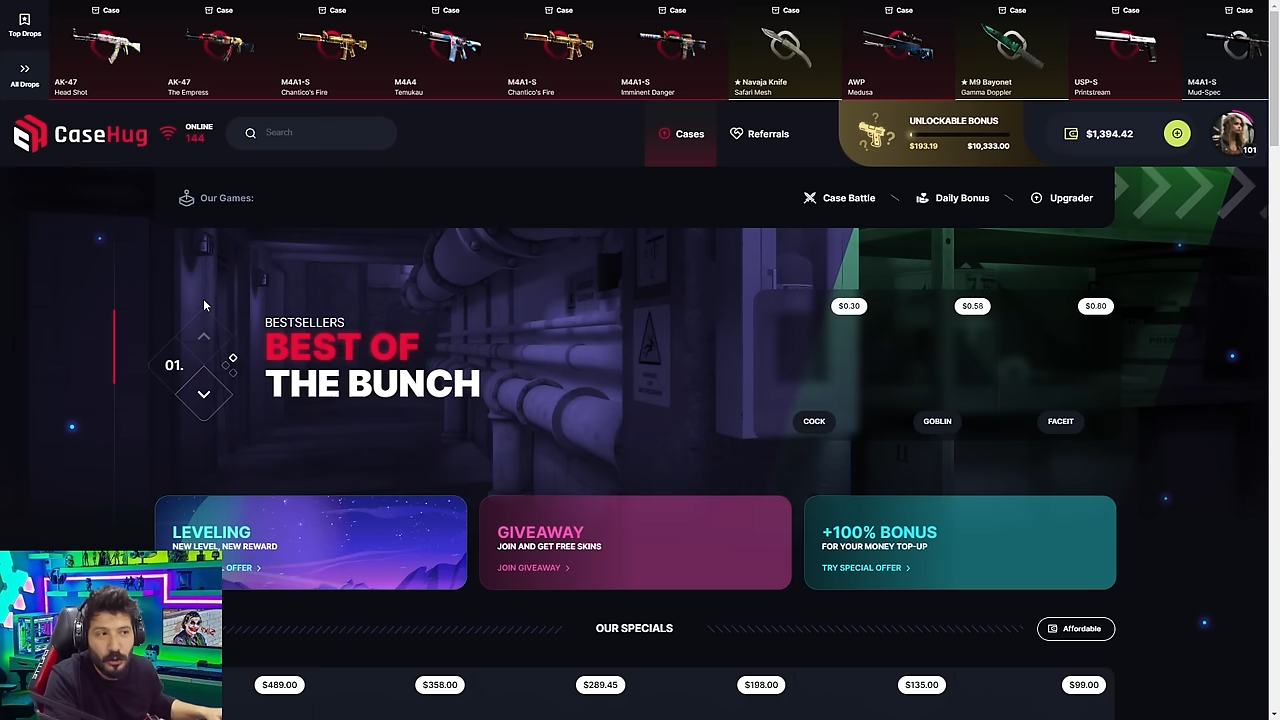 Top Drops
All Drops
Case
AK-47
Head Shot
Case
AK-47
The Empress
Case
M4A1-S
Chantico's Fire
Case
M4A4
Temukau
Case
M4A1-S
Chantico's Fire
Case
M4A1-S
Imminent Danger
Case
★ Navaja Knife
Safari Mesh
Case
AWP
Medusa
Case
★ M9 Bayonet
Gamma Doppler
Case
USP-S
Printstream
Case
M4A1-S
Mud-Spec
CaseHug
ONLINE
144
Search
Cases
Referrals
UNLOCKABLE BONUS
$193.19
$10,333.00
$1,394.42
101
Our Games:
Case Battle
Daily Bonus
Upgrader
01.
BESTSELLERS
BEST OF
THE BUNCH
$0.30
$0.58
$0.80
COCK
GOBLIN
FACEIT
LEVELING
NEW LEVEL, NEW REWARD
OFFER
GIVEAWAY
JOIN AND GET FREE SKINS
JOIN GIVEAWAY
+100% BONUS
FOR YOUR MONEY TOP-UP
TRY SPECIAL OFFER
OUR SPECIALS
Affordable
$489.00
$358.00
$289.45
$198.00
$135.00
$99.00